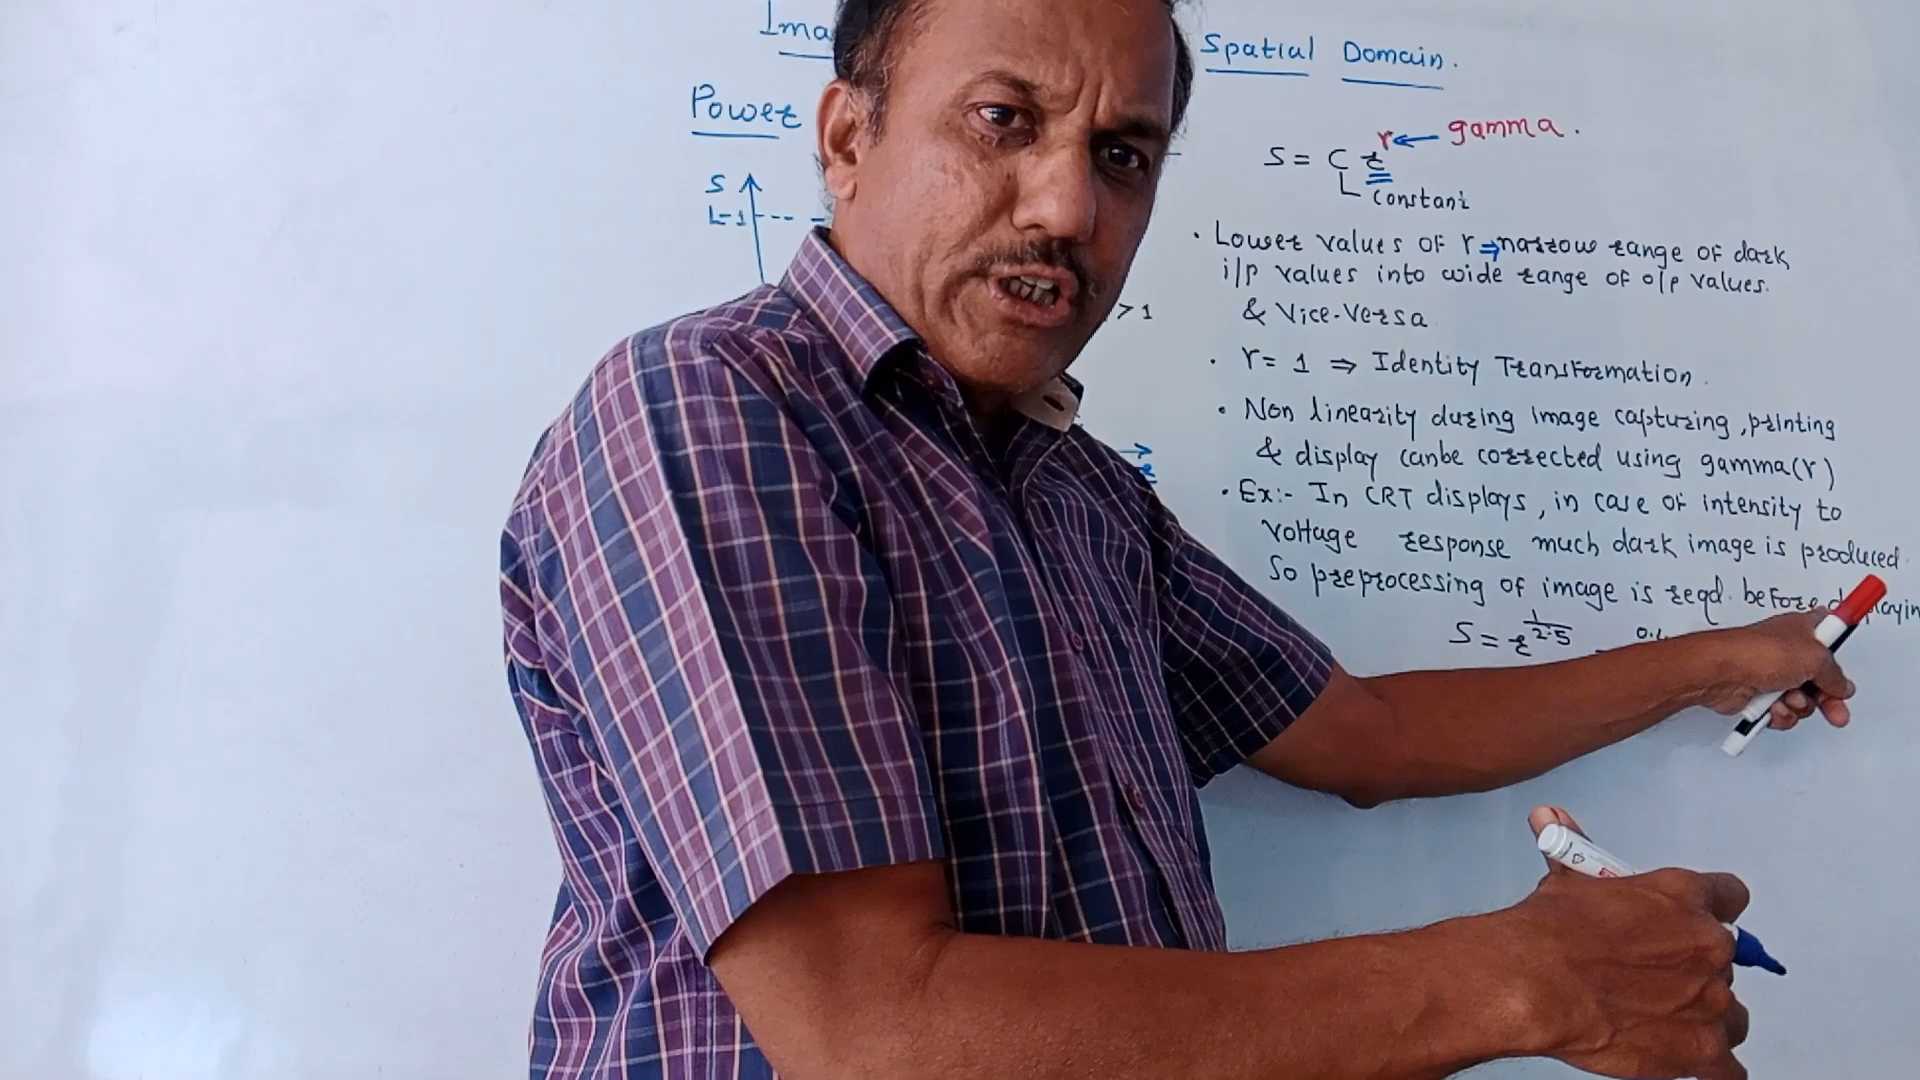 Spatial Domain.
Power
γ ← gamma.
S = C r
Constant
S
L-1
• Lower values of γ ⇒ narrow range of dark
i/p values into wide range of o/p values.
& Vice-Versa
> 1
• γ = 1 ⇒ Identity Transformation.
• Non linearity during image capturing, printing
& display canbe corrected using gamma(γ)
• Ex:- In CRT displays, in case of intensity to
voltage response much dark image is produced.
So preprocessing of image is reqd. before
S = r^(1/2.5)